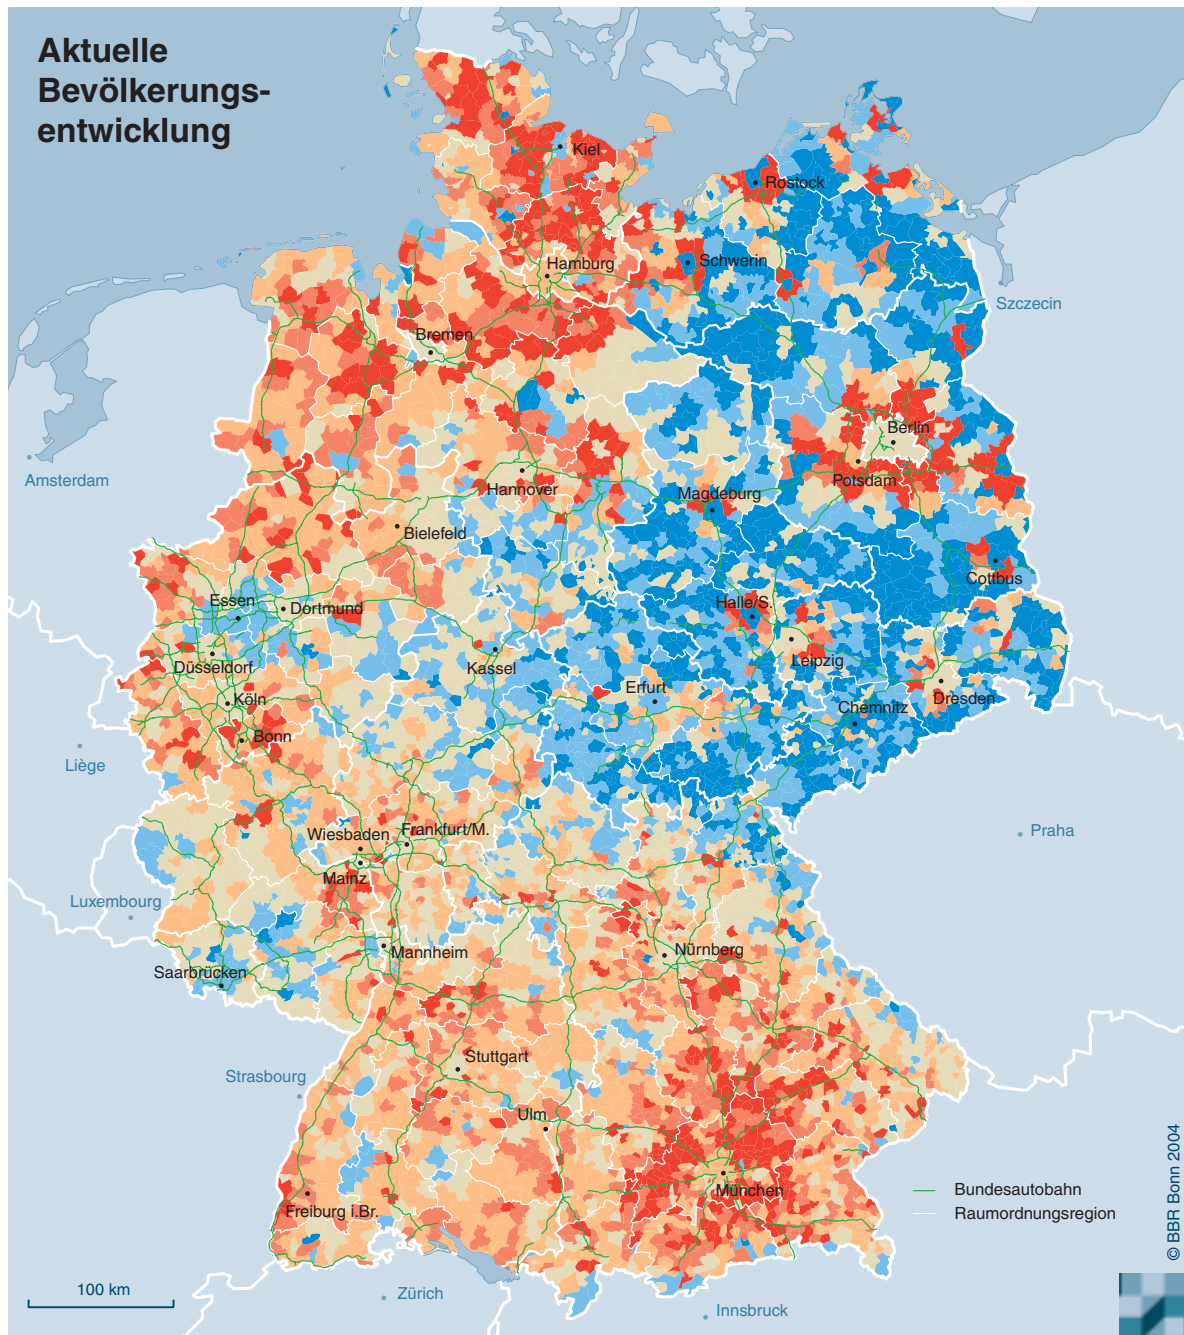 Aktuelle
Bevölkerungs-
entwicklung
Kiel
Rostock
Hamburg
Schwerin
Szczecin
Bremen
Berlin
Amsterdam
Hannover
Potsdam
Magdeburg
Bielefeld
Cottbus
Essen
Dortmund
Halle/S.
Düsseldorf
Kassel
Leipzig
Erfurt
Köln
Dresden
Chemnitz
Bonn
Liège
Wiesbaden
Frankfurt/M.
Praha
Mainz
Luxembourg
Mannheim
Nürnberg
Saarbrücken
Stuttgart
Strasbourg
Ulm
München
Freiburg i.Br.
Bundesautobahn
Raumordnungsregion
© BBR Bonn 2004
100 km
Zürich
Innsbruck